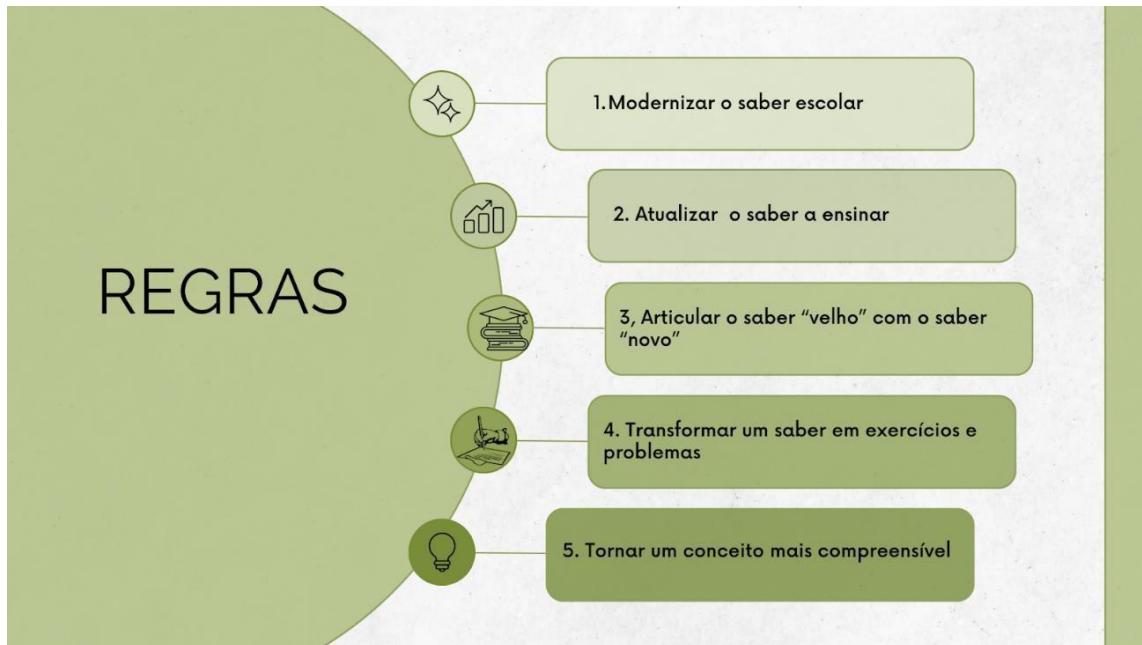 REGRAS
1.Modernizar o saber escolar
2. Atualizar  o saber a ensinar
3, Articular o saber “velho” com o saber
“novo”
4. Transformar um saber em exercícios e
problemas
5. Tornar um conceito mais compreensível